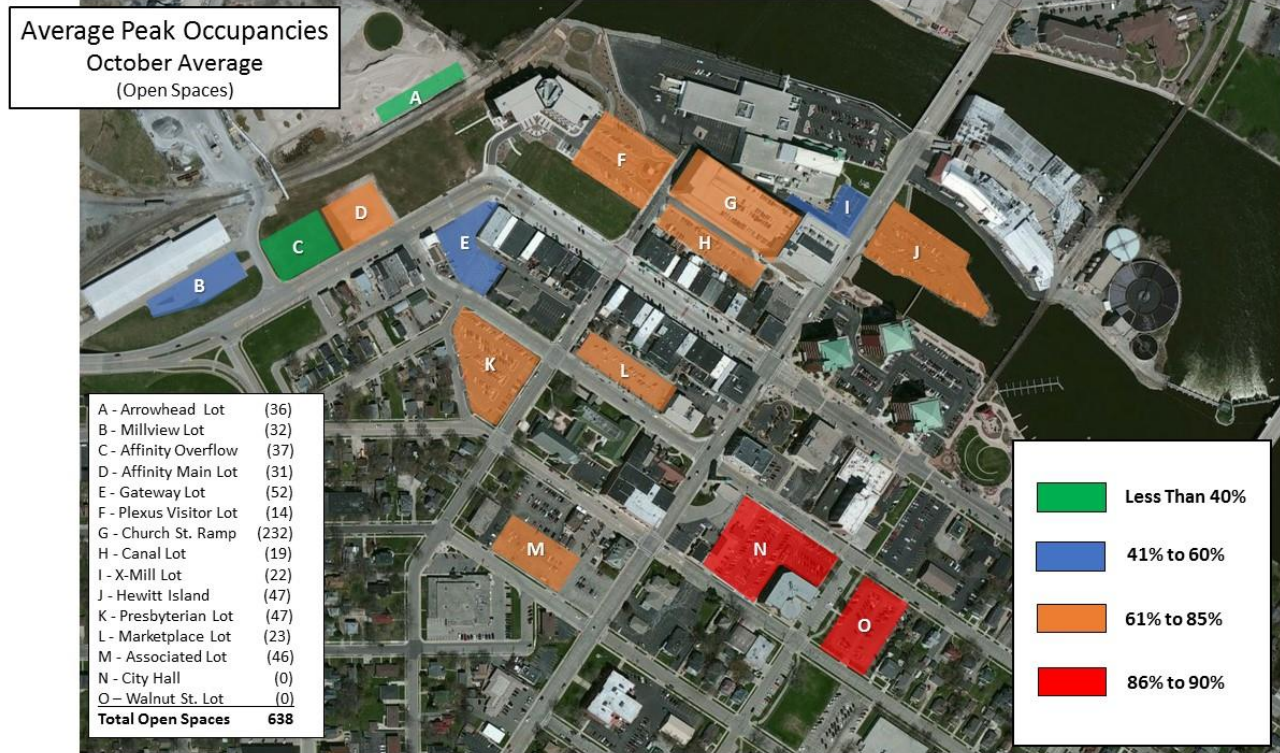 Average Peak Occupancies
October Average
(Open Spaces)
A
F
G
I
D
H
E
C
J
B
K
L
A - Arrowhead Lot (36)
B - Millview Lot (32)
C - Affinity Overflow (37)
D - Affinity Main Lot (31)
E - Gateway Lot (52)
F - Plexus Visitor Lot (14)
G - Church St. Ramp (232)
H - Canal Lot (19)
I - X-Mill Lot (22)
J - Hewitt Island (47)
K - Presbyterian Lot (47)
L - Marketplace Lot (23)
M - Associated Lot (46)
N - City Hall (0)
O – Walnut St. Lot (0)
Total Open Spaces 638
M
N
O
Less Than 40%
41% to 60%
61% to 85%
86% to 90%